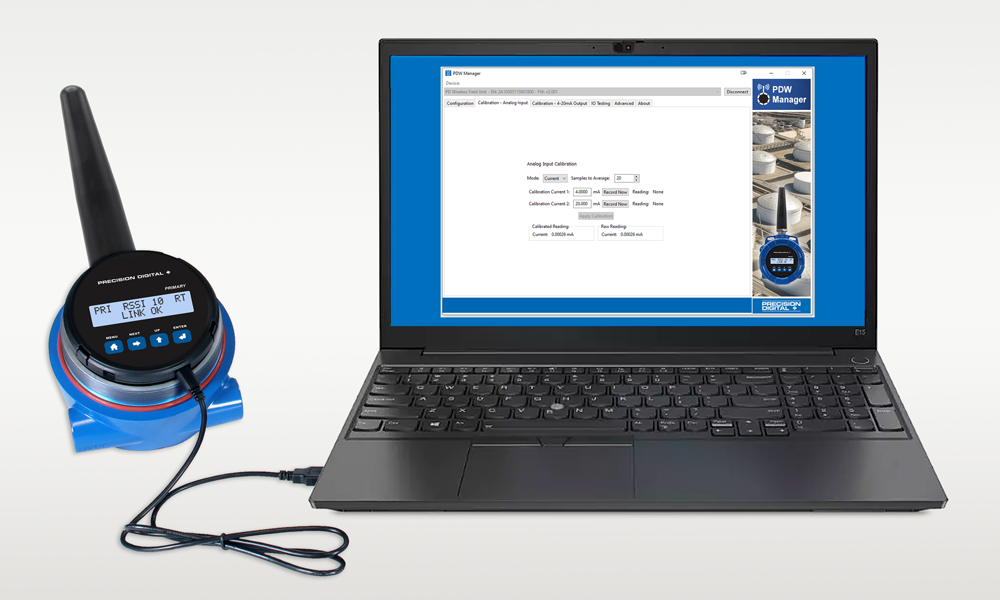 PRECISION DIGITAL
PRIMARY
PRI RSSI 10 RT
LINK OK
MENU NEXT UP ENTER
PDW Manager
Device:
Disconnect
Configuration Calibration - Analog Input Calibration - 4-20mA Output IO Testing Advanced About
PDW
Manager
Analog Input Calibration
Mode: Current Samples to Average: 20
Calibration Current 1: 4.0000 mA Record Now Reading: None
Calibration Current 2: 20.000 mA Record Now Reading: None
Apply Calibration
Calibrated Reading: Raw Reading:
Current: 0.00026 mA Current: 0.00026 mA
PRECISION
DIGITAL
E15